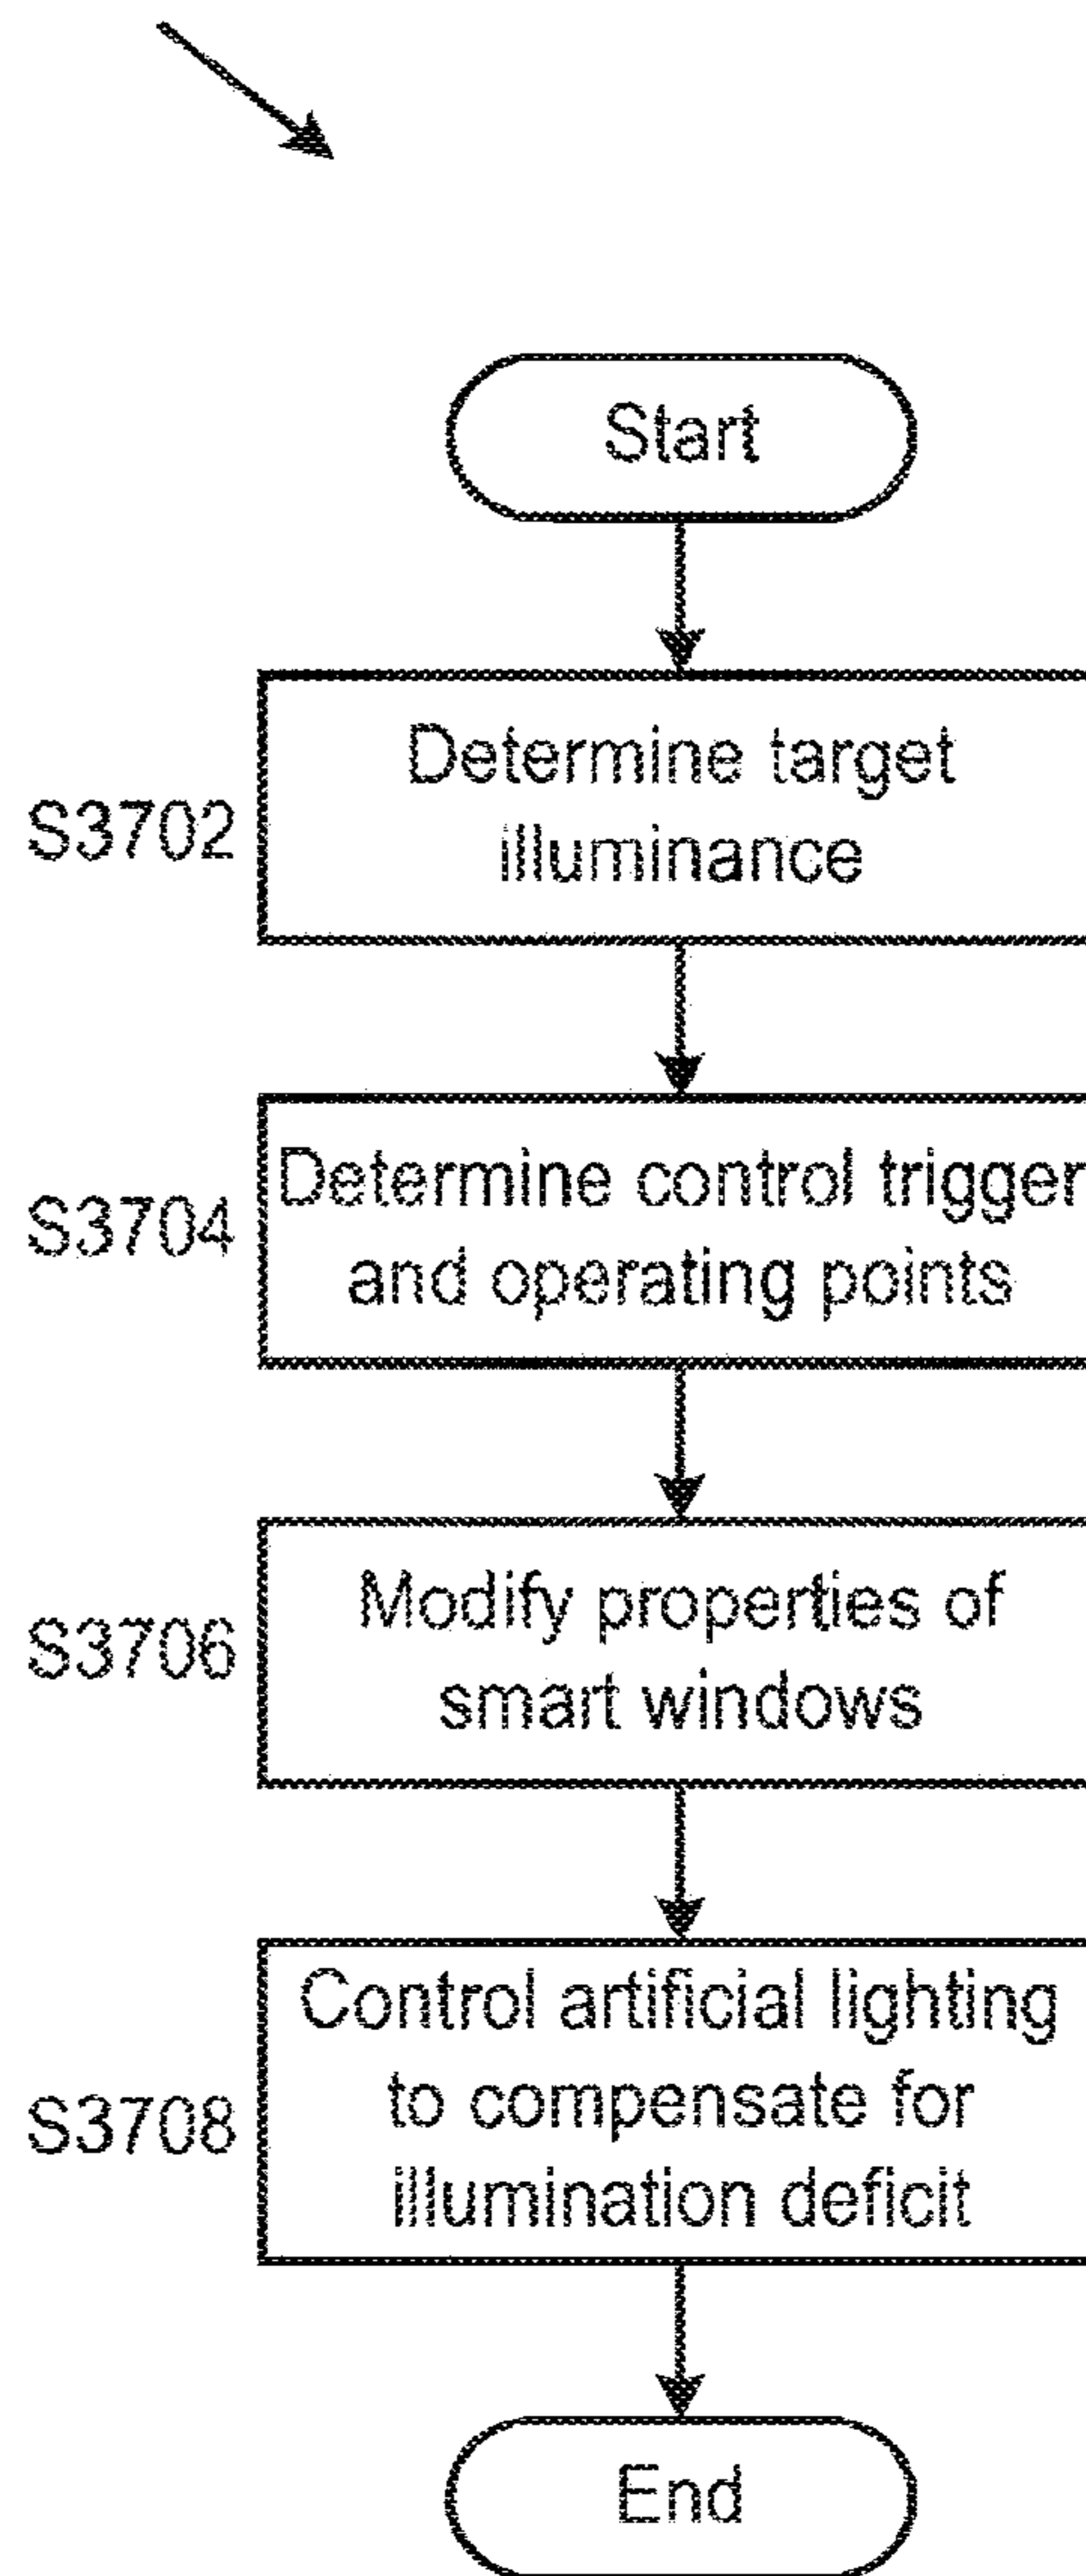 Start
S3702
Determine target
illuminance
S3704
Determine control trigger
and operating points
S3706
Modify properties of
smart windows
S3708
Control artificial lighting
to compensate for
illumination deficit
End